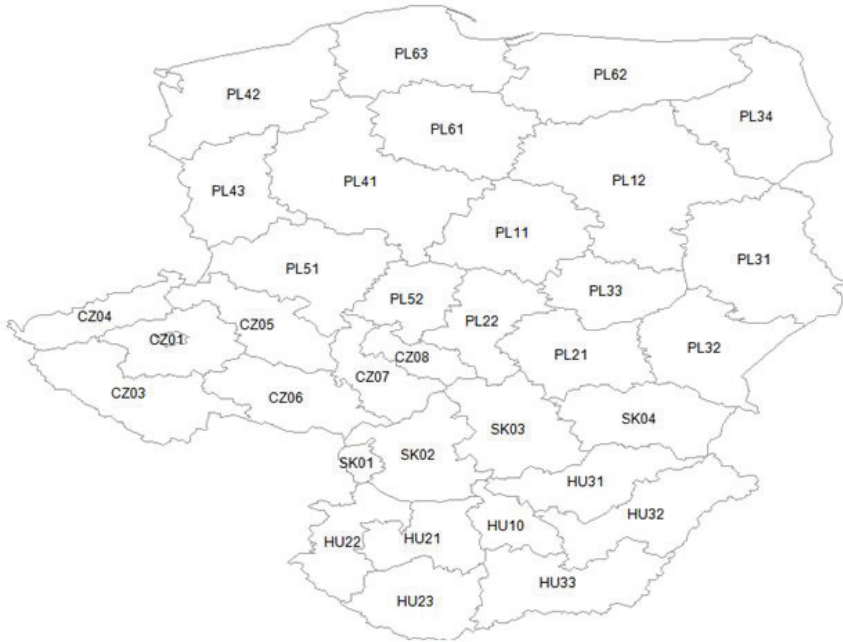 PL63
PL62
PL42
PL34
PL61
PL43
PL41
PL12
PL11
PL31
PL51
PL33
PL52
CZ04
CZ05
PL22
CZ01
PL32
CZ08
PL21
CZ07
CZ03
CZ06
SK04
SK03
SK02
SK01
HU31
HU32
HU10
HU21
HU22
HU33
HU23